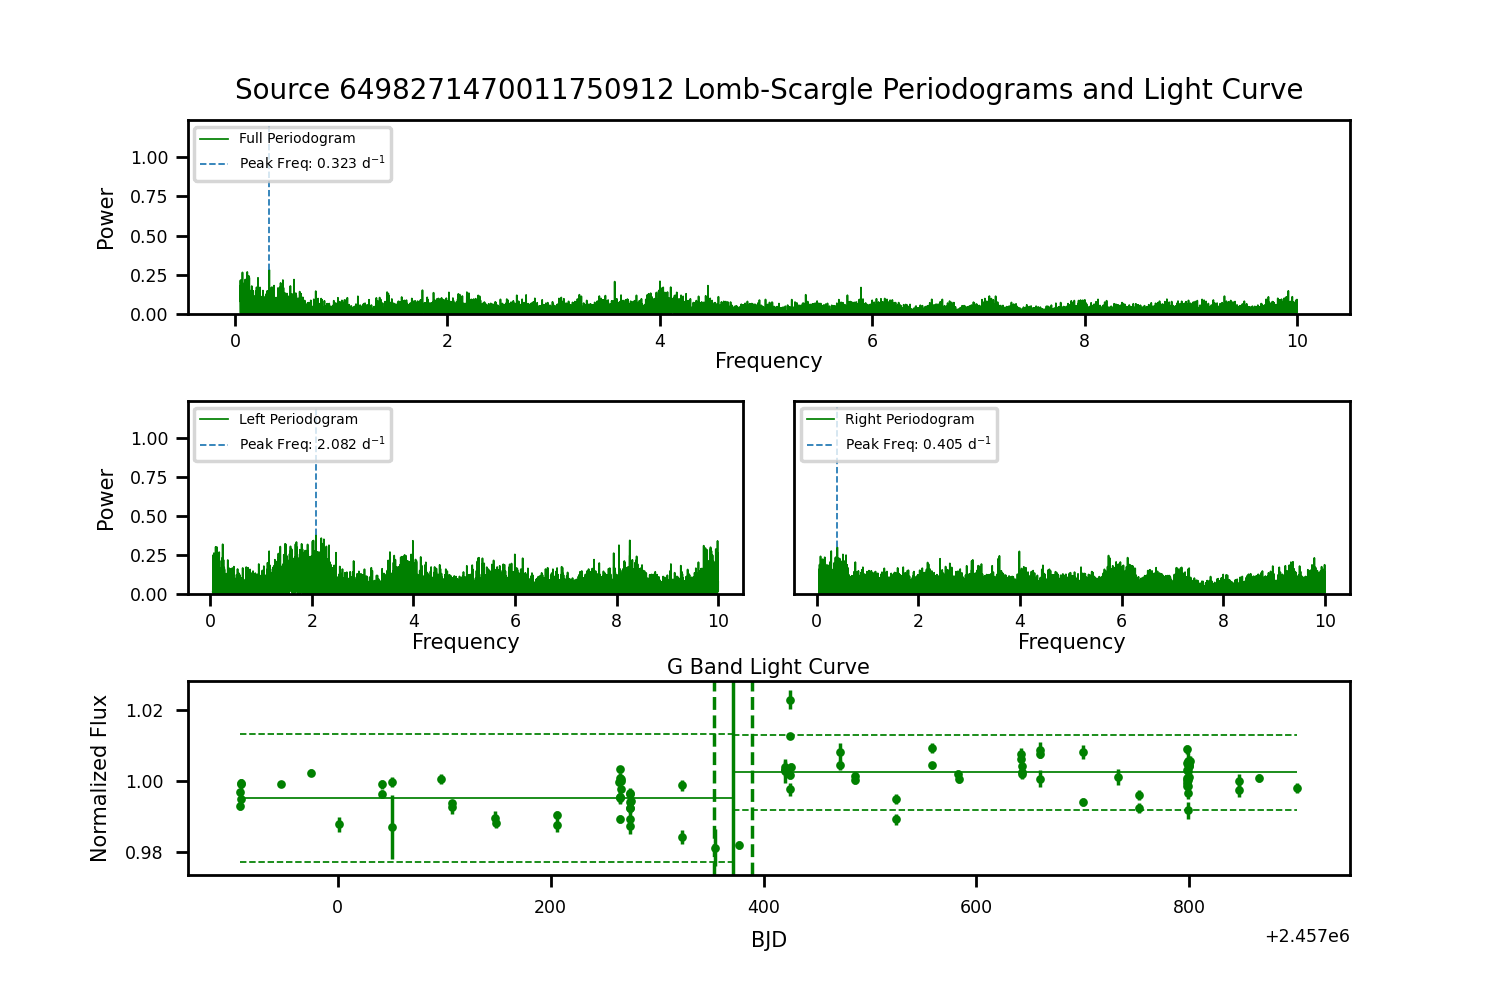 Source 6498271470011750912 Lomb-Scargle Periodograms and Light Curve
Full Periodogram
Peak Freq: 0.323 d⁻¹
Power
1.00
0.75
0.50
0.25
0.00
0 2 4 6 8 10
Frequency
Left Periodogram
Peak Freq: 2.082 d⁻¹
Power
1.00
0.75
0.50
0.25
0.00
0 2 4 6 8 10
Frequency
Right Periodogram
Peak Freq: 0.405 d⁻¹
0 2 4 6 8 10
Frequency
G Band Light Curve
Normalized Flux
1.02
1.00
0.98
0 200 400 600 800
BJD
+2.457e6